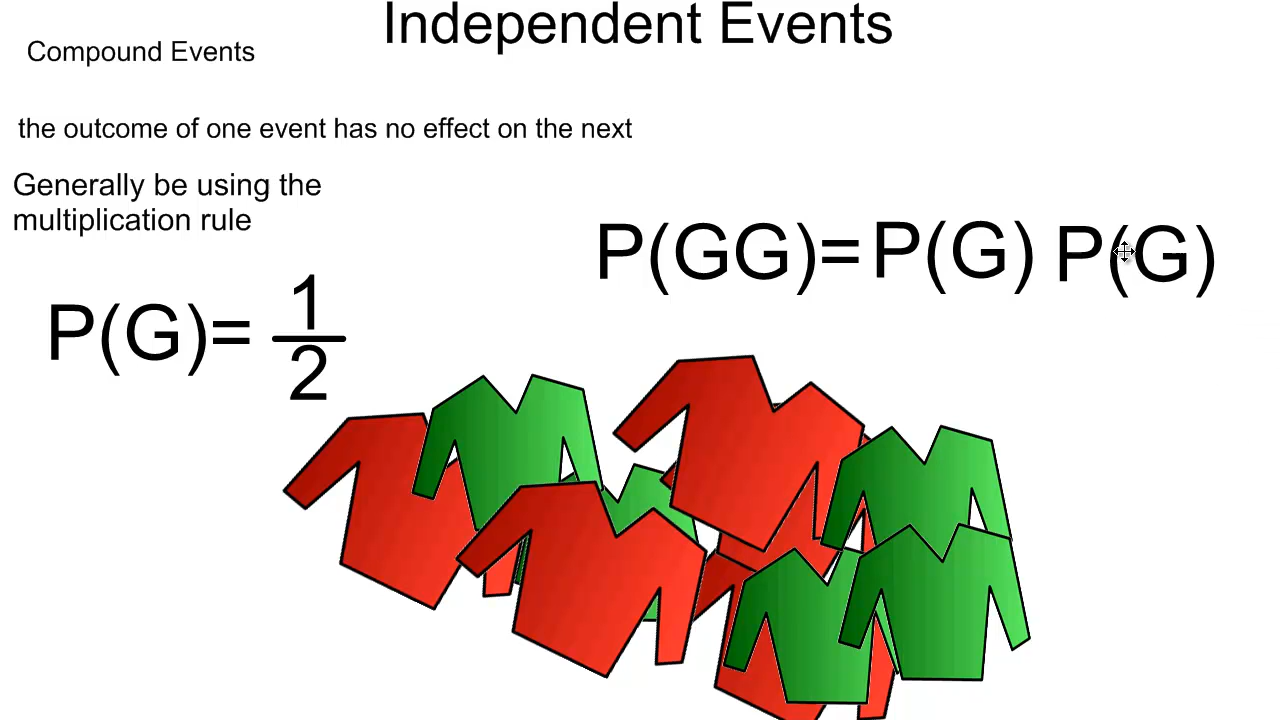 Independent Events
Compound Events
the outcome of one event has no effect on the next
Generally be using the
multiplication rule
P(GG)=P(G) P(G)
P(G)= 1
2